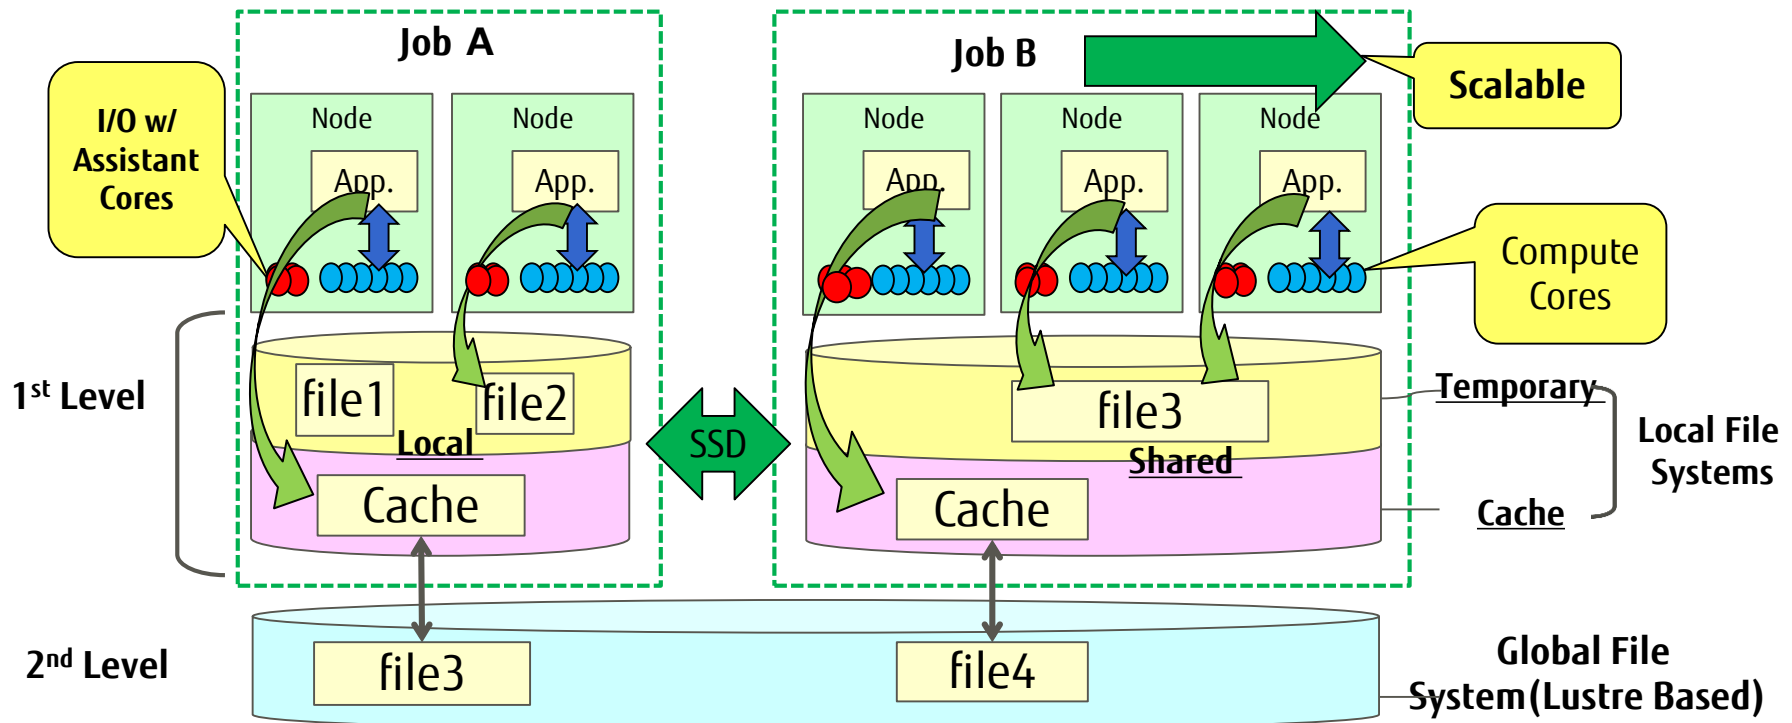 Job A
Job B
Scalable
I/O w/
Assistant
Cores
Node
Node
Node
Node
Node
App.
App.
App.
App.
App.
Compute
Cores
1st Level
file1
file2
Local
Cache
SSD
file3
Shared
Cache
Temporary
Cache
Local File
Systems
2nd Level
file3
file4
Global File
System(Lustre Based)